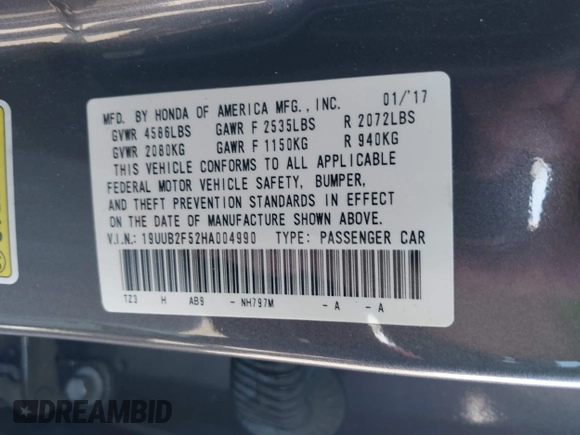 MFD. BY HONDA OF AMERICA MFG., INC. 01/'17
GVWR 4586LBS GAWR F 2535LBS R 2072LBS
GVWR 2080KG GAWR F 1150KG R 940KG
THIS VEHICLE CONFORMS TO ALL APPLICABLE
FEDERAL MOTOR VEHICLE SAFETY, BUMPER,
AND THEFT PREVENTION STANDARDS IN EFFECT
ON THE DATE OF MANUFACTURE SHOWN ABOVE.
V.I.N.: 19UUB2F52HA004990 TYPE: PASSENGER CAR
TZ3 H AB9 - NH797M - A - A
DREAMBID